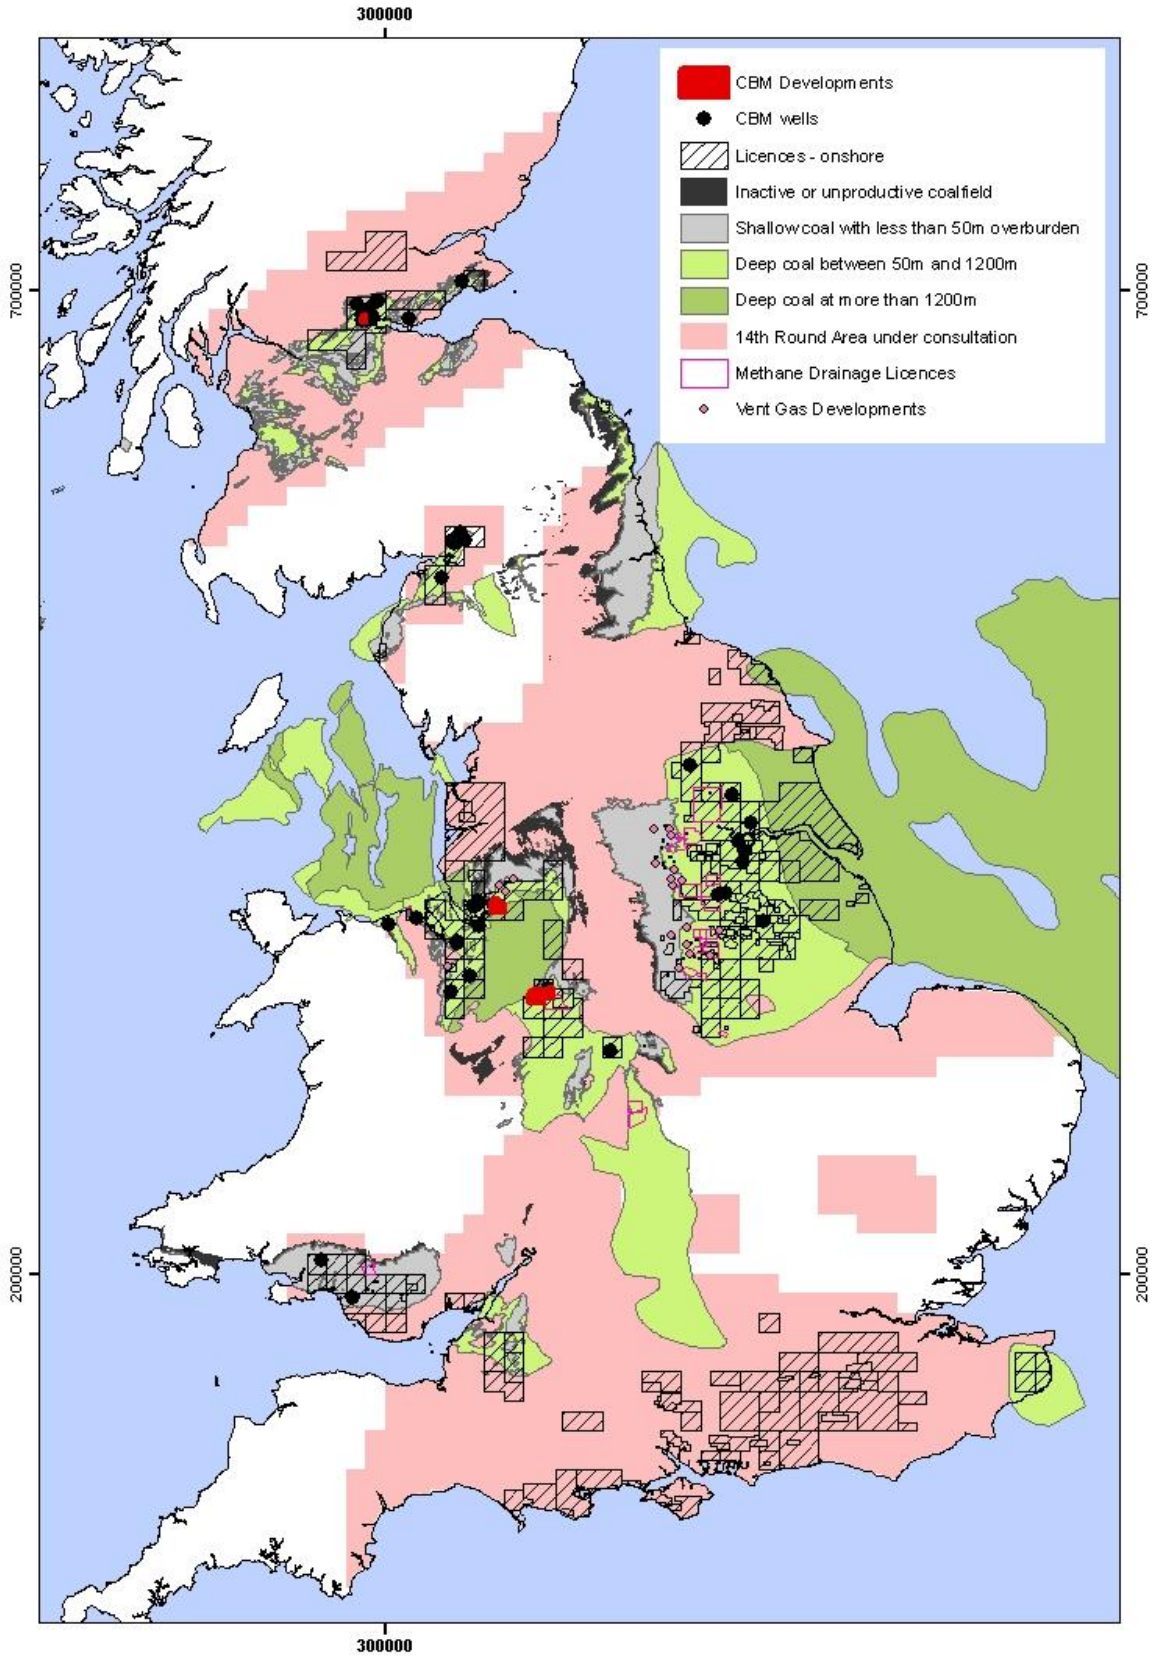 300000
CBM Developments
CBM wells
Licences - onshore
Inactive or unproductive coalfield
Shallow coal with less than 50m overburden
Deep coal between 50m and 1200m
Deep coal at more than 1200m
14th Round Area under consultation
Methane Drainage Licences
Vent Gas Developments
700000
700000
200000
200000
300000